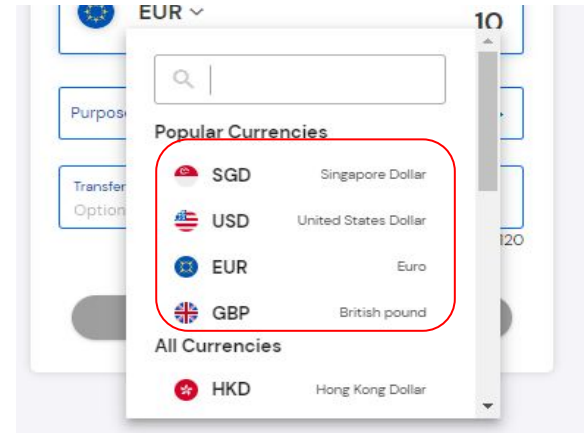 EUR
10
Purpos
Popular Currencies
SGD Singapore Dollar
Transfer
USD United States Dollar
Option
120
EUR Euro
GBP British pound
All Currencies
HKD Hong Kong Dollar